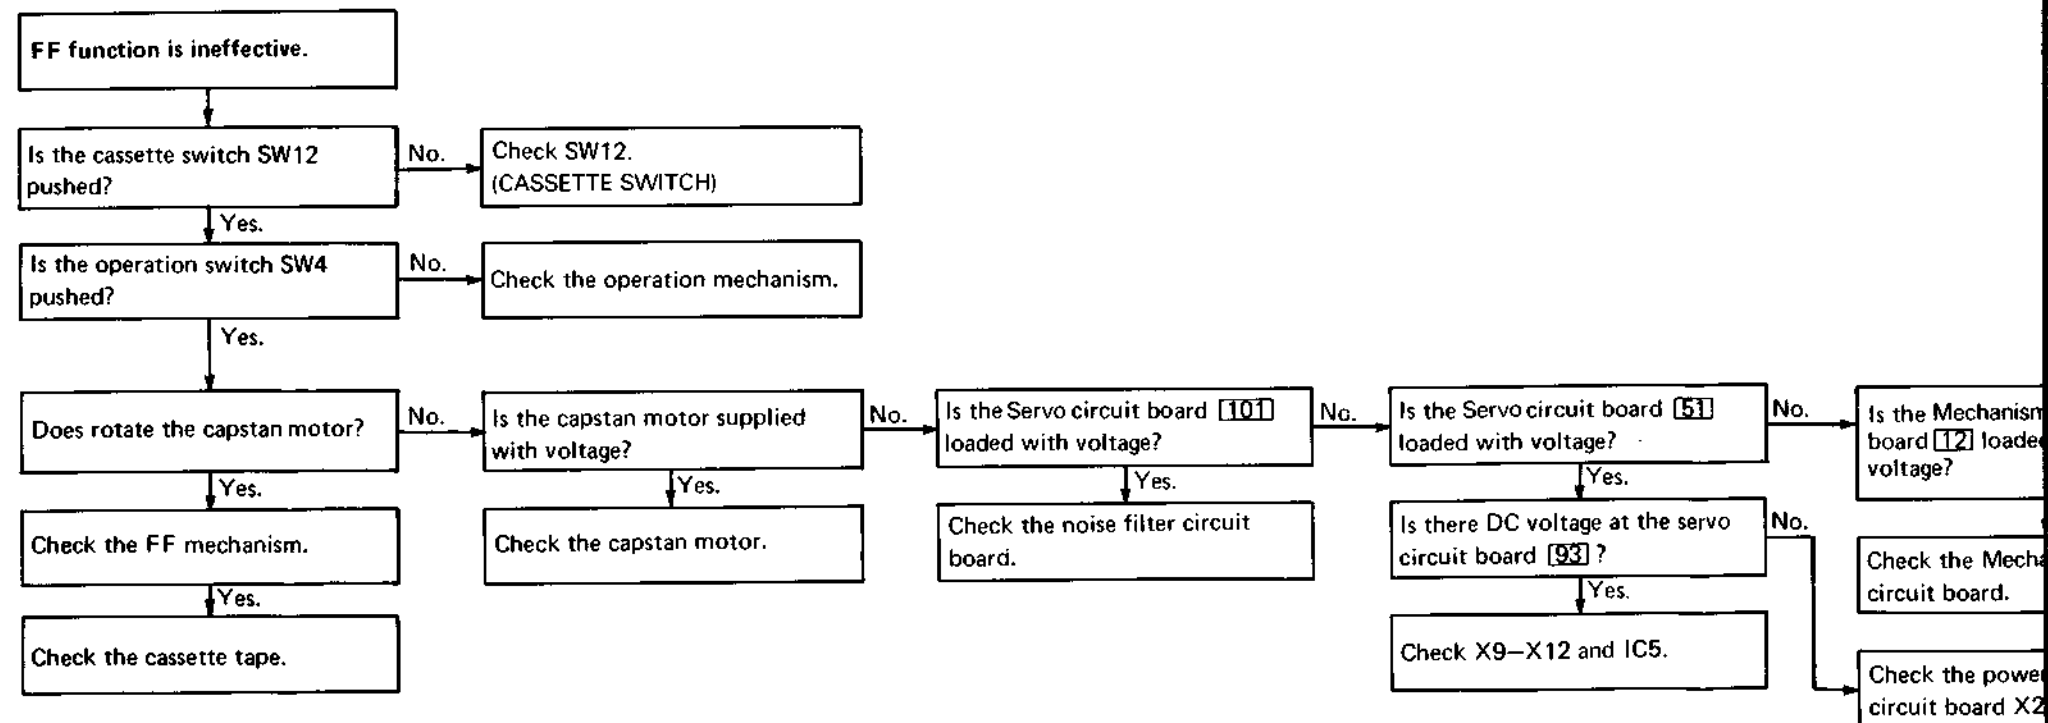 FF function is ineffective.
Is the cassette switch SW12
pushed?
No.
Check SW12.
(CASSETTE SWITCH)
Yes.
Is the operation switch SW4
pushed?
No.
Check the operation mechanism.
Yes.
Does rotate the capstan motor?
No.
Is the capstan motor supplied
with voltage?
No.
Is the Servo circuit board 101
loaded with voltage?
No.
Is the Servo circuit board 51
loaded with voltage?
No.
Is the Mechanism
board 12 loaded
voltage?
Yes.
Check the FF mechanism.
Yes.
Check the capstan motor.
Yes.
Check the noise filter circuit
board.
Yes.
Is there DC voltage at the servo
circuit board 93 ?
No.
Check the Mecha
circuit board.
Yes.
Check the cassette tape.
Yes.
Check X9–X12 and IC5.
Check the power
circuit board X2